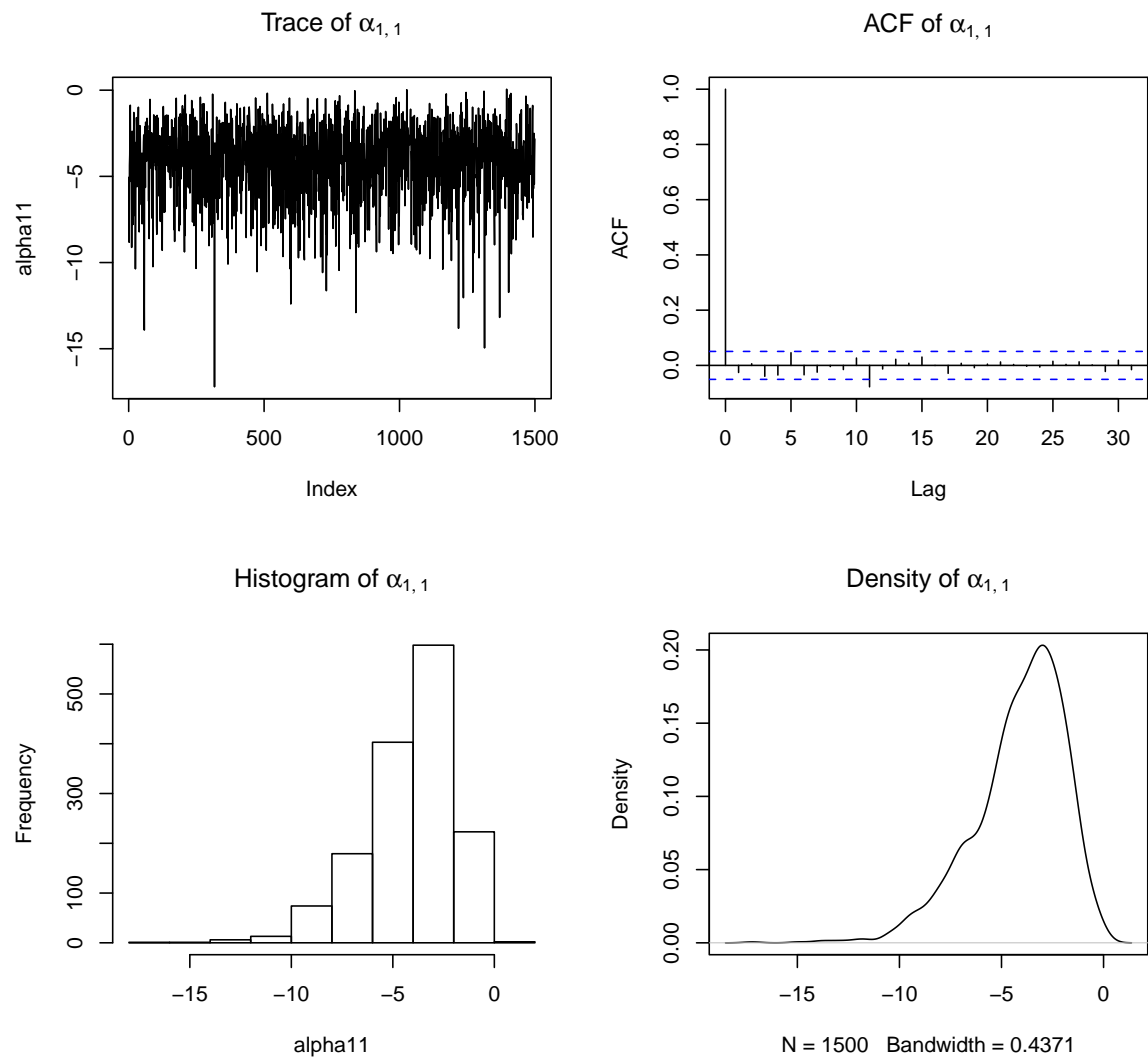 Trace of α1, 1
0
−5
−10
−15
alpha11
0 500 1000 1500
Index
ACF of α1, 1
1.0
0.8
0.6
0.4
0.2
0.0
ACF
0 5 10 15 20 25 30
Lag
Histogram of α1, 1
500
300
100
0
Frequency
−15 −10 −5 0
alpha11
Density of α1, 1
0.20
0.15
0.10
0.05
0.00
Density
−15 −10 −5 0
N = 1500 Bandwidth = 0.4371